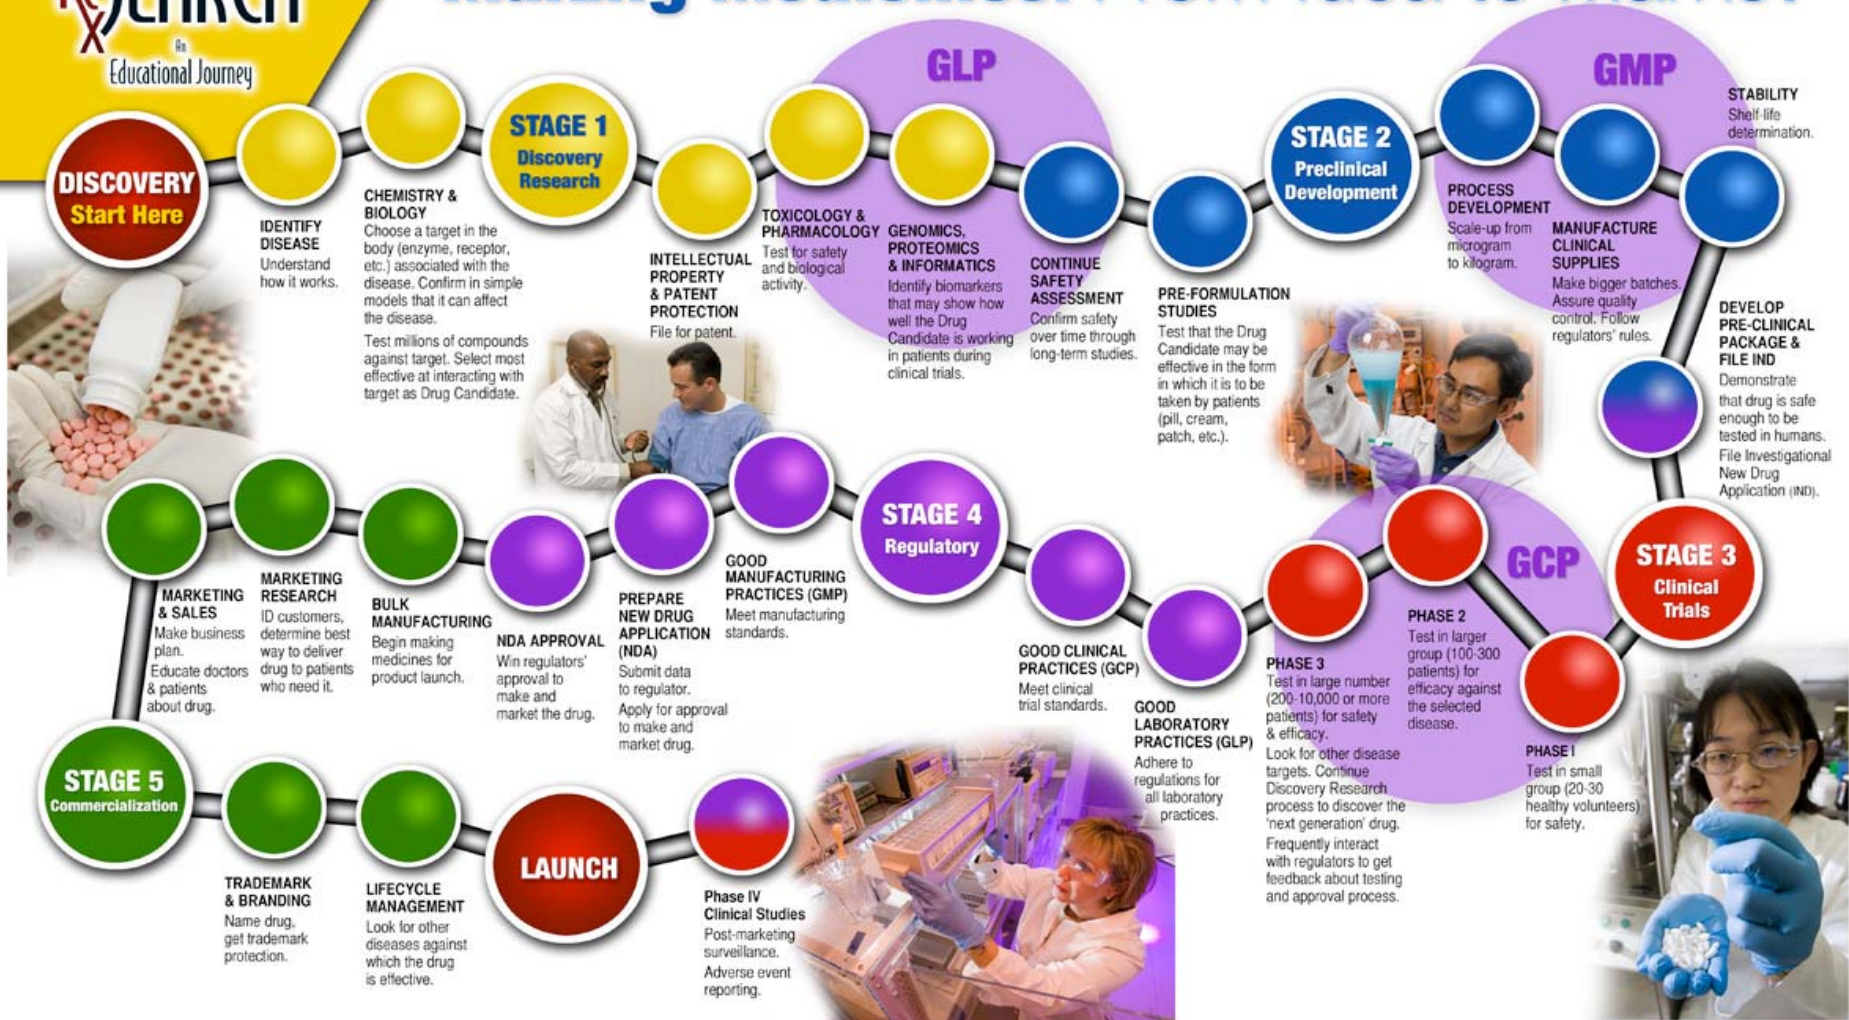 An
Educational Journey
GLP
GMP
DISCOVERY
Start Here
IDENTIFY
DISEASE
Understand
how it works.
CHEMISTRY &
BIOLOGY
Choose a target in the
body (enzyme, receptor,
etc.) associated with the
disease. Confirm in simple
models that it can affect
the disease.
Test millions of compounds
against target. Select most
effective at interacting with
target as Drug Candidate.
STAGE 1
Discovery
Research
INTELLECTUAL
PROPERTY
& PATENT
PROTECTION
File for patent.
TOXICOLOGY &
PHARMACOLOGY
Test for safety
and biological
activity.
GENOMICS,
PROTEOMICS
& INFORMATICS
Identify biomarkers
that may show how
well the Drug
Candidate is working
in patients during
clinical trials.
CONTINUE
SAFETY
ASSESSMENT
Confirm safety
over time through
long-term studies.
PRE-FORMULATION
STUDIES
Test that the Drug
Candidate may be
effective in the form
in which it is to be
taken by patients
(pill, cream,
patch, etc.).
STAGE 2
Preclinical
Development
PROCESS
DEVELOPMENT
Scale-up from
microgram
to kilogram.
MANUFACTURE
CLINICAL
SUPPLIES
Make bigger batches.
Assure quality
control. Follow
regulators' rules.
STABILITY
Shelf-life
determination.
DEVELOP
PRE-CLINICAL
PACKAGE &
FILE IND
Demonstrate
that drug is safe
enough to be
tested in humans.
File Investigational
New Drug
Application (IND).
STAGE 3
Clinical
Trials
GCP
PHASE I
Test in small
group (20-30
healthy volunteers)
for safety.
PHASE 2
Test in larger
group (100-300
patients) for
efficacy against
the selected
disease.
PHASE 3
Test in large number
(200-10,000 or more
patients) for safety
& efficacy.
Look for other disease
targets. Continue
Discovery Research
process to discover the
'next generation' drug.
Frequently interact
with regulators to get
feedback about testing
and approval process.
GOOD
LABORATORY
PRACTICES (GLP)
Adhere to
regulations for
all laboratory
practices.
GOOD CLINICAL
PRACTICES (GCP)
Meet clinical
trial standards.
STAGE 4
Regulatory
GOOD
MANUFACTURING
PRACTICES (GMP)
Meet manufacturing
standards.
PREPARE
NEW DRUG
APPLICATION
(NDA)
Submit data
to regulator.
Apply for approval
to make and
market drug.
NDA APPROVAL
Win regulators'
approval to
make and
market the drug.
BULK
MANUFACTURING
Begin making
medicines for
product launch.
MARKETING
RESEARCH
ID customers,
determine best
way to deliver
drug to patients
who need it.
MARKETING
& SALES
Make business
plan.
Educate doctors
& patients
about drug.
STAGE 5
Commercialization
TRADEMARK
& BRANDING
Name drug,
get trademark
protection.
LIFECYCLE
MANAGEMENT
Look for other
diseases against
which the drug
is effective.
LAUNCH
Phase IV
Clinical Studies
Post-marketing
surveillance.
Adverse event
reporting.